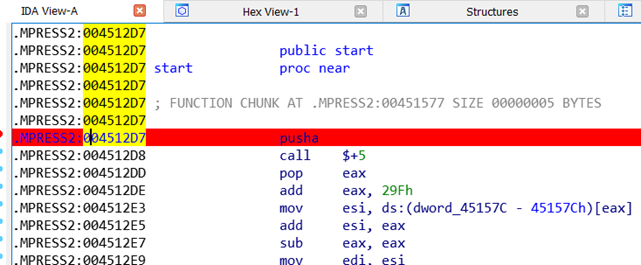 IDA View-A Hex View-1 Structures
.MPRESS2:004512D7
.MPRESS2:004512D7 public start
.MPRESS2:004512D7 start proc near
.MPRESS2:004512D7
.MPRESS2:004512D7 ; FUNCTION CHUNK AT .MPRESS2:00451577 SIZE 00000005 BYTES
.MPRESS2:004512D7
.MPRESS2:004512D7 pusha
.MPRESS2:004512D8 call $+5
.MPRESS2:004512DD pop eax
.MPRESS2:004512DE add eax, 29Fh
.MPRESS2:004512E3 mov esi, ds:(dword_45157C - 45157Ch)[eax]
.MPRESS2:004512E5 add esi, eax
.MPRESS2:004512E7 sub eax, eax
.MPRESS2:004512E9 mov edi, esi